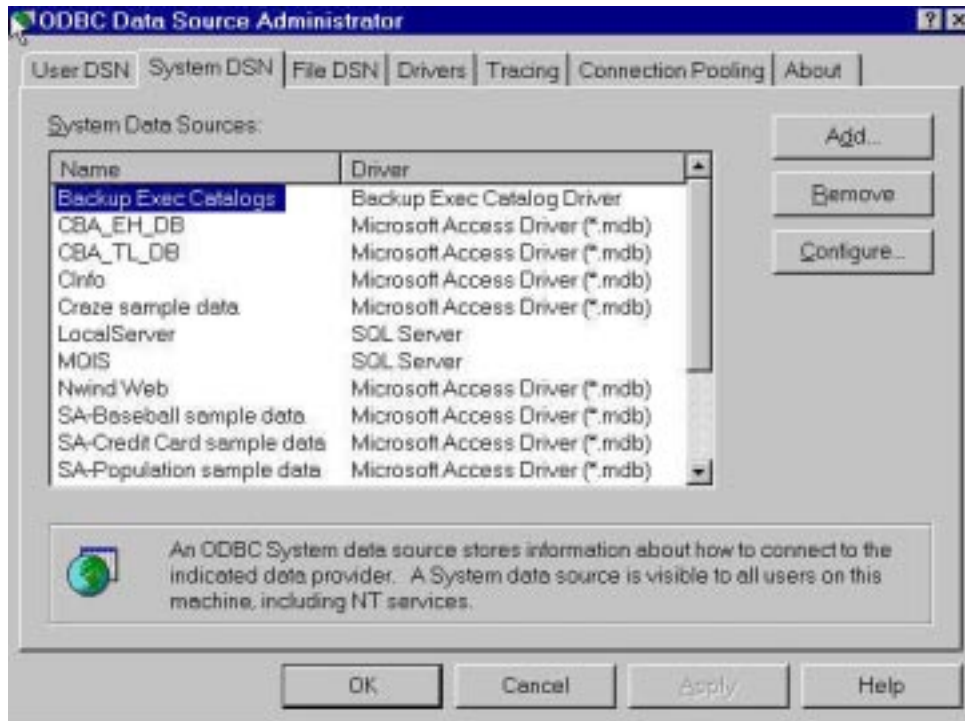 ODBC Data Source Administrator
User DSN System DSN File DSN Drivers Tracing Connection Pooling About
System Data Sources:
Add...
Remove
Configure...
Name Driver
Backup Exec Catalogs Backup Exec Catalog Driver
CBA_EH_DB Microsoft Access Driver (*.mdb)
CBA_TL_DB Microsoft Access Driver (*.mdb)
CInfo Microsoft Access Driver (*.mdb)
Craze sample data Microsoft Access Driver (*.mdb)
LocalServer SQL Server
MOIS SQL Server
Nwind Web Microsoft Access Driver (*.mdb)
SA-Baseball sample data Microsoft Access Driver (*.mdb)
SA-Credit Card sample data Microsoft Access Driver (*.mdb)
SA-Population sample data Microsoft Access Driver (*.mdb)
An ODBC System data source stores information about how to connect to the
indicated data provider. A System data source is visible to all users on this
machine, including NT services.
OK Cancel Apply Help